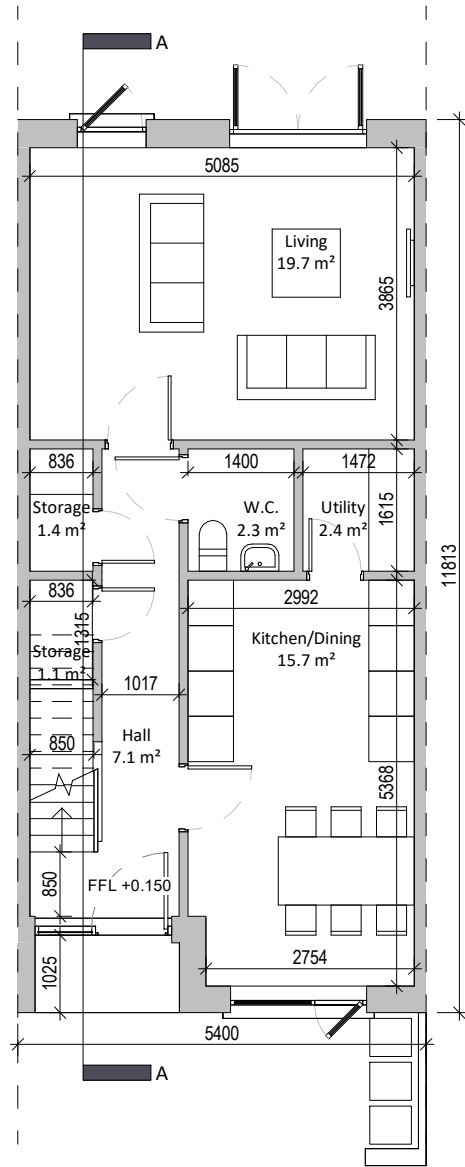 A
5085
Living
19.7 m²
3865
836
1400
1472
Storage
1.4 m²
W.C.
2.3 m²
Utility
2.4 m²
1615
11813
836
1315
2992
Storage
1.1 m²
Kitchen/Dining
15.7 m²
1017
850
Hall
7.1 m²
5368
850
FFL +0.150
1025
2754
5400
A